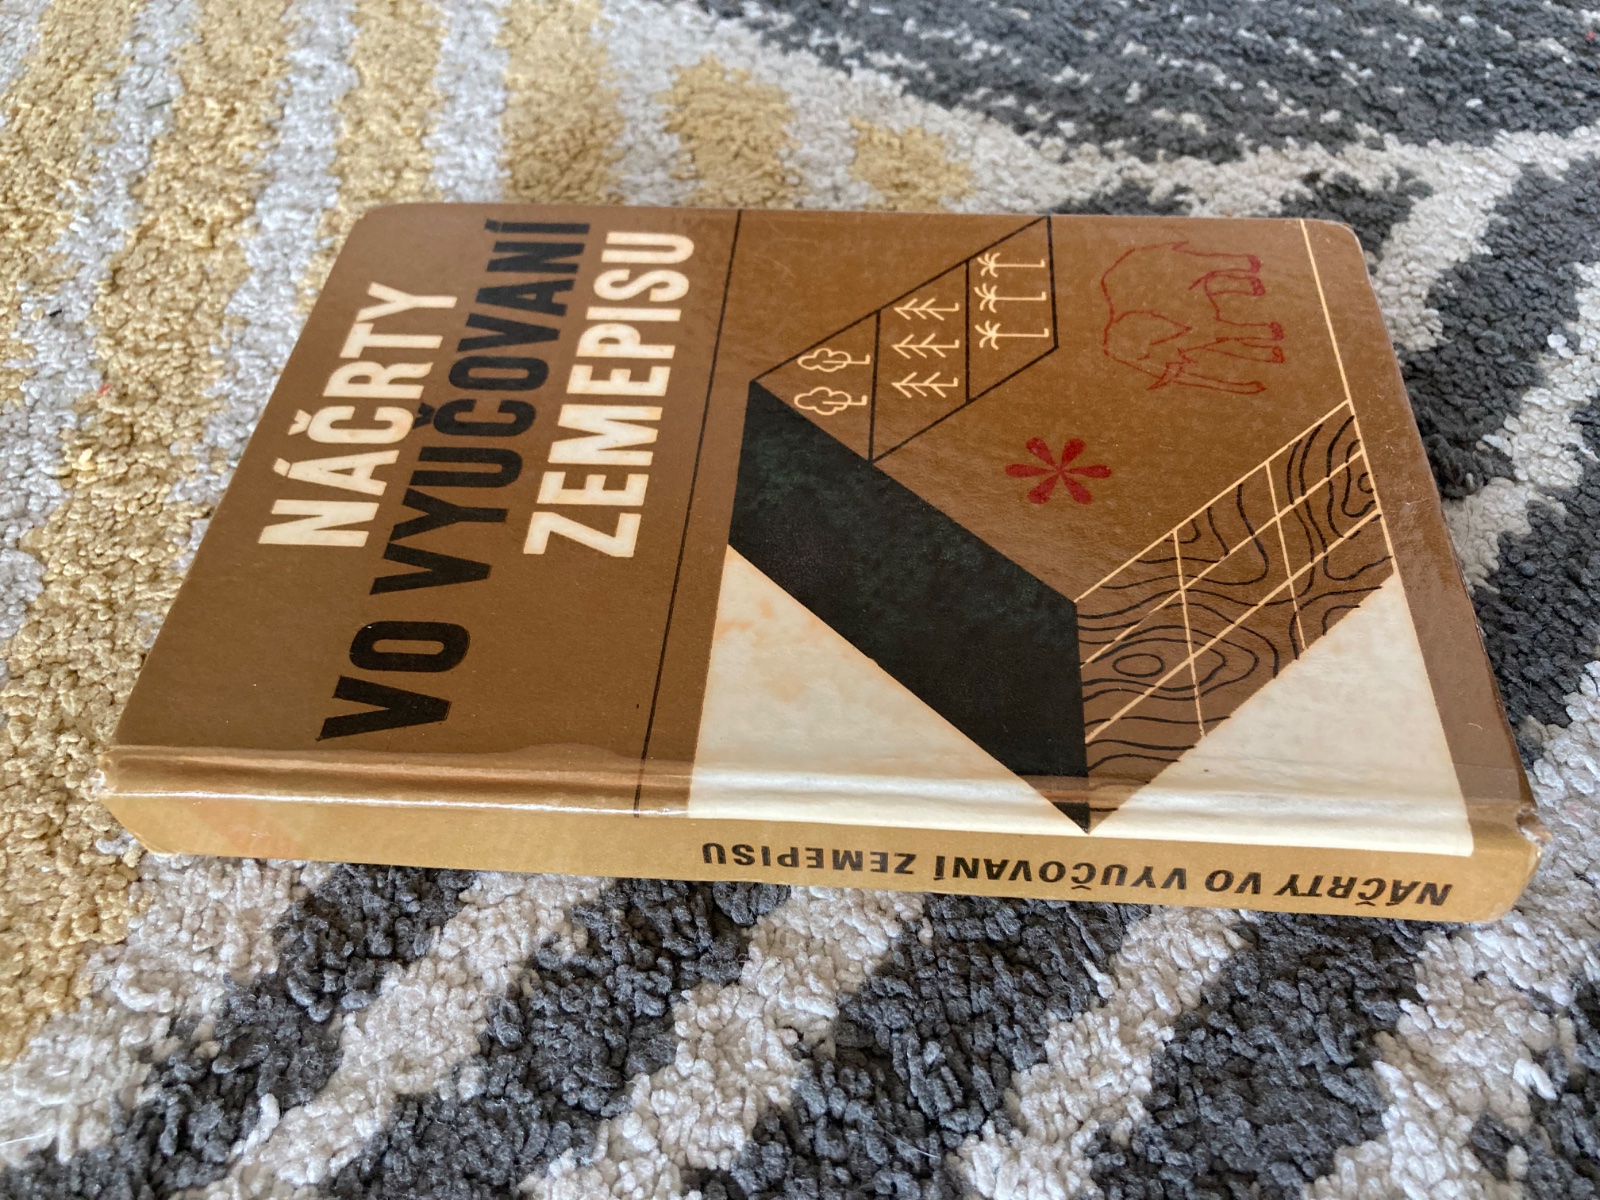 NÁČRTY
VO VYUČOVANÍ
ZEMEPISU
NÁČRTY VO VYUČOVANÍ ZEMEPISU